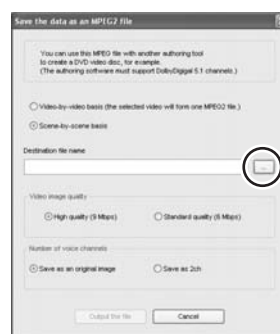 Save the data as an MPEG2 file
You can use this MPEG file with another authoring tool
to create a DVD video disc, for
example.
(The authoring software must support DolbyDigigal 5.1 channels.)
Video-by-video basis (the selected video will form one MPEG2 file.)
Scene-by-scene basis
Destination file name
...
Video image quality
High quality (9 Mbps)
Standard quality (6 Mbps)
Number of voice channels
Save as an original image
Save as 2ch
Output the file
Cancel